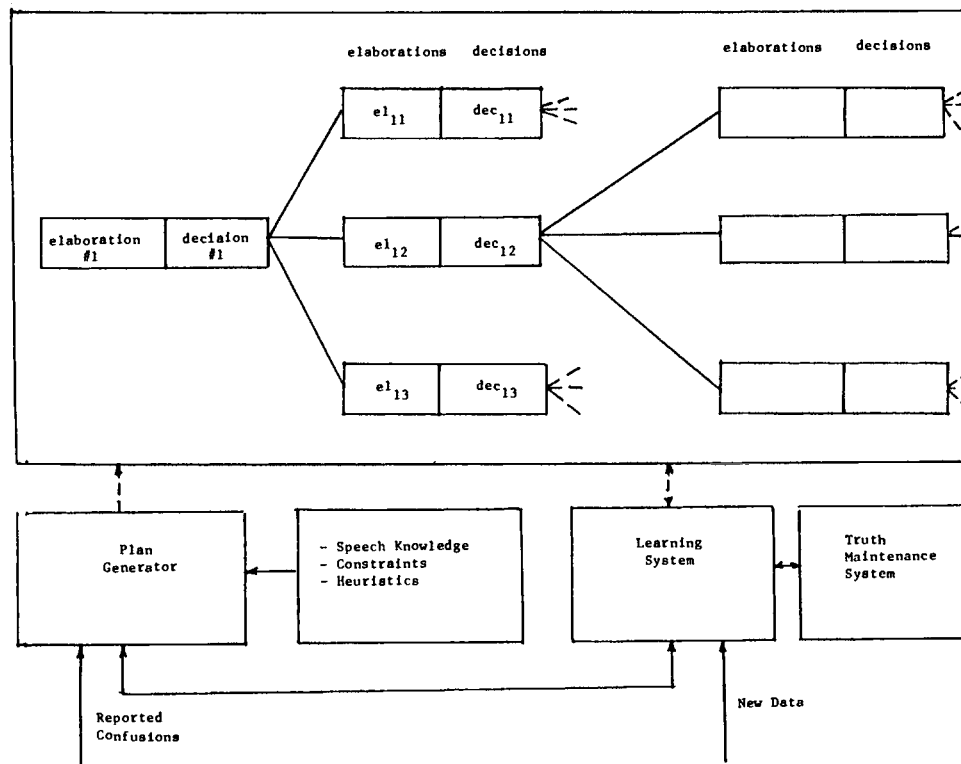 elaborations decisions
elaborations decisions
el11 dec11
elaboration #1
decision #1
el12 dec12
el13 dec13
Plan
Generator
- Speech Knowledge
- Constraints
- Heuristics
Learning
System
Truth
Maintenance
System
Reported
Confusions
New Data